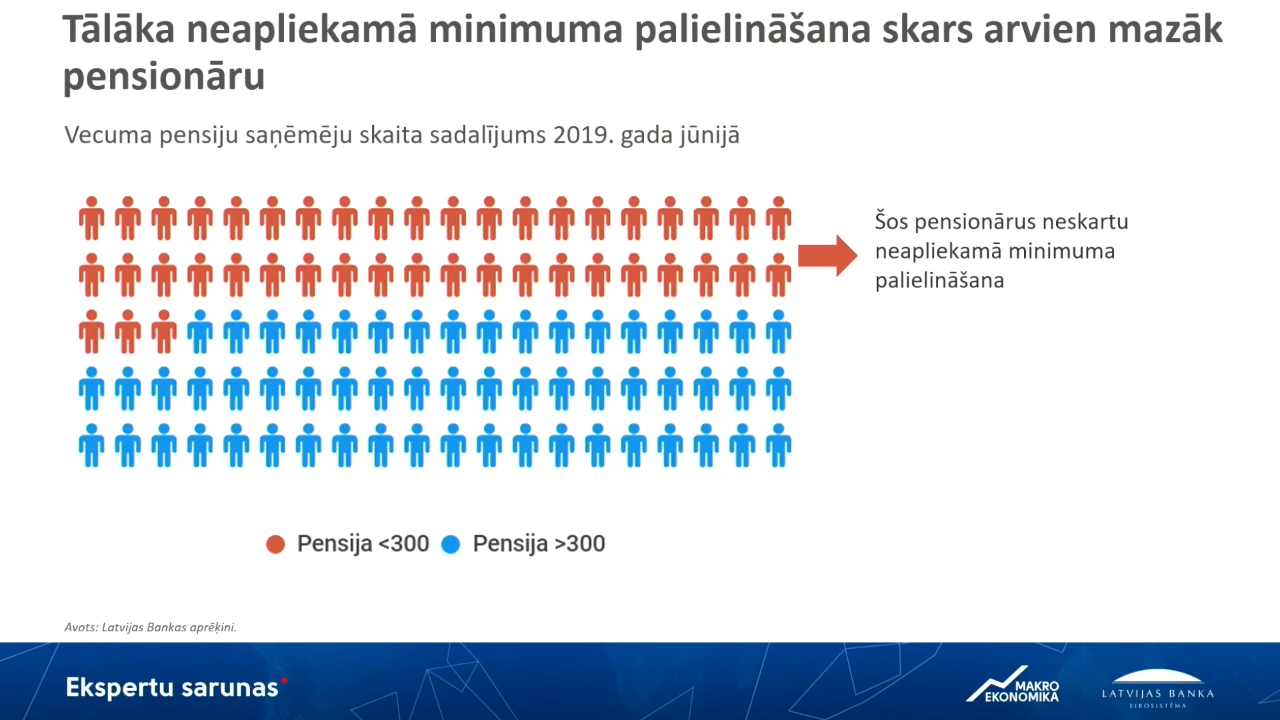 Tālāka neapliekamā minimuma palielināšana skars arvien mazāk
pensionāru
Vecuma pensiju saņēmēju skaita sadalījums 2019. gada jūnijā
Šos pensionārus neskartu
neapliekamā minimuma
palielināšana
Pensija <300
Pensija >300
Avots: Latvijas Bankas aprēķini.
Ekspertu sarunas
MAKRO
EKONOMIKA
LATVIJAS BANKA
EIROSISTĒMA